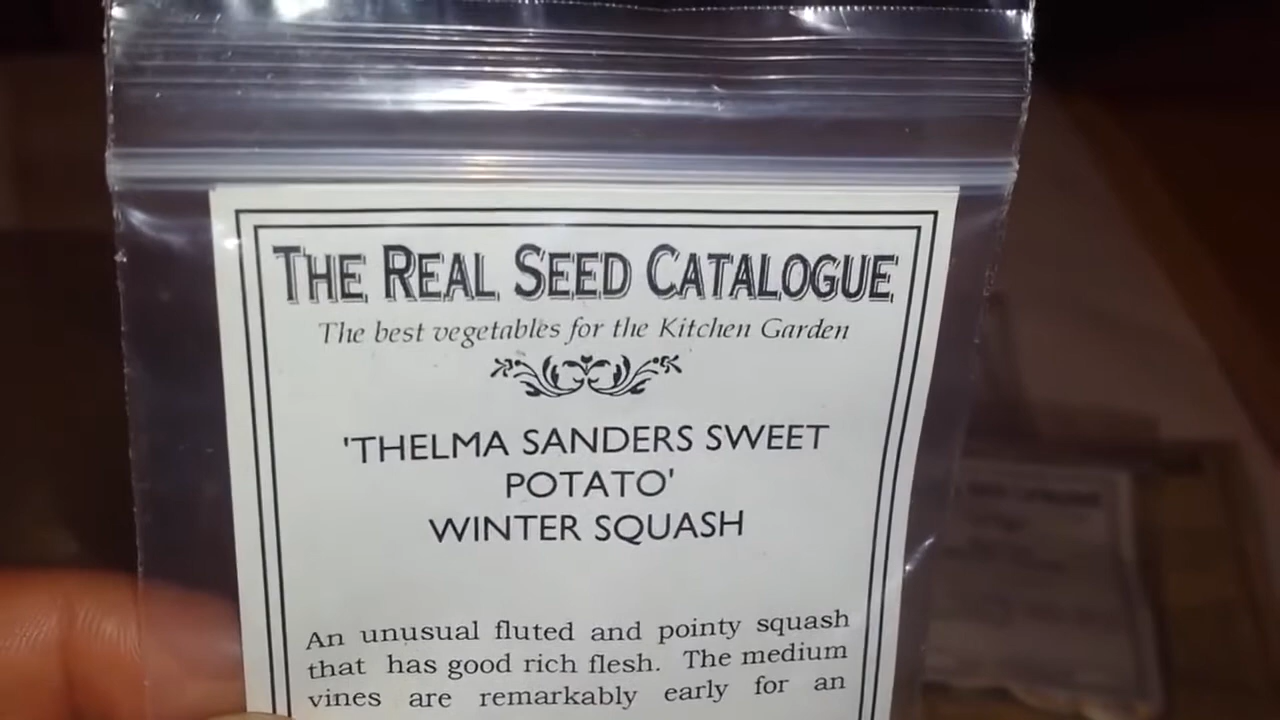 THE REAL SEED CATALOGUE
The best vegetables for the Kitchen Garden
'THELMA SANDERS SWEET
POTATO'
WINTER SQUASH
An unusual fluted and pointy squash
that has good rich flesh. The medium
vines are remarkably early for an